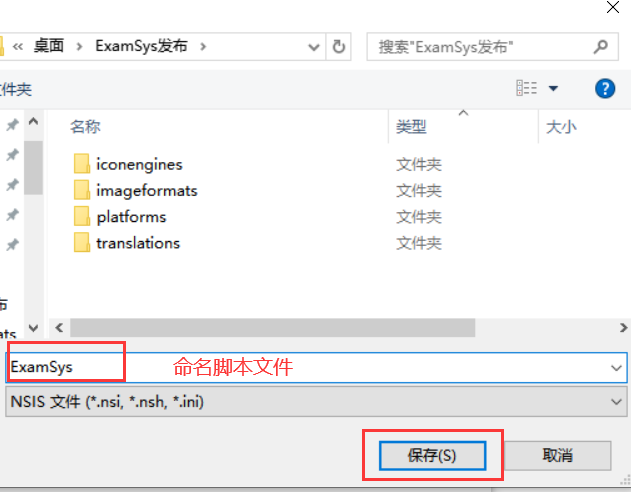 « 桌面 › ExamSys发布 ›
搜索"ExamSys发布"
文件夹
名称
类型
大小
iconengines
文件夹
imageformats
文件夹
platforms
文件夹
translations
文件夹
布
ats
ExamSys
命名脚本文件
NSIS 文件 (*.nsi, *.nsh, *.ini)
保存(S)
取消